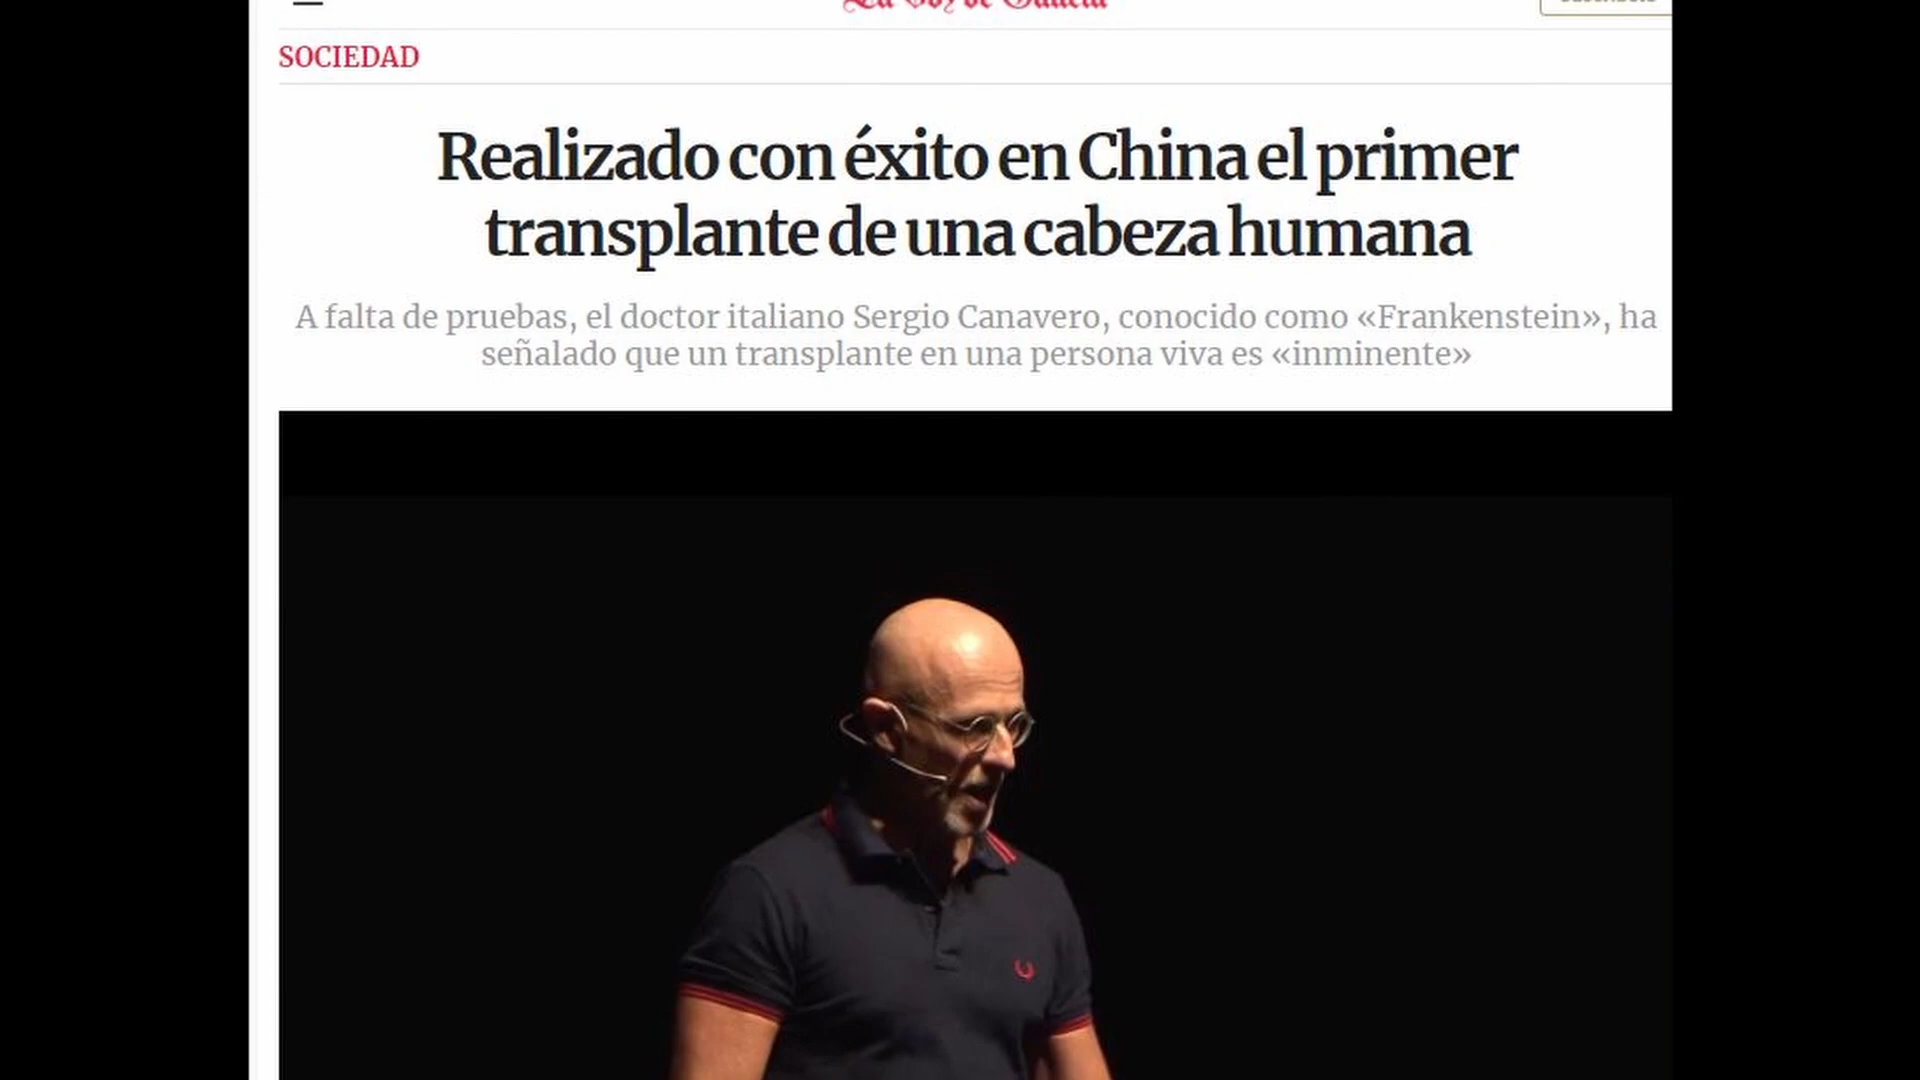 SOCIEDAD
Realizado con éxito en China el primer
transplante de una cabeza humana
A falta de pruebas, el doctor italiano Sergio Canavero, conocido como «Frankenstein», ha
señalado que un transplante en una persona viva es «inminente»